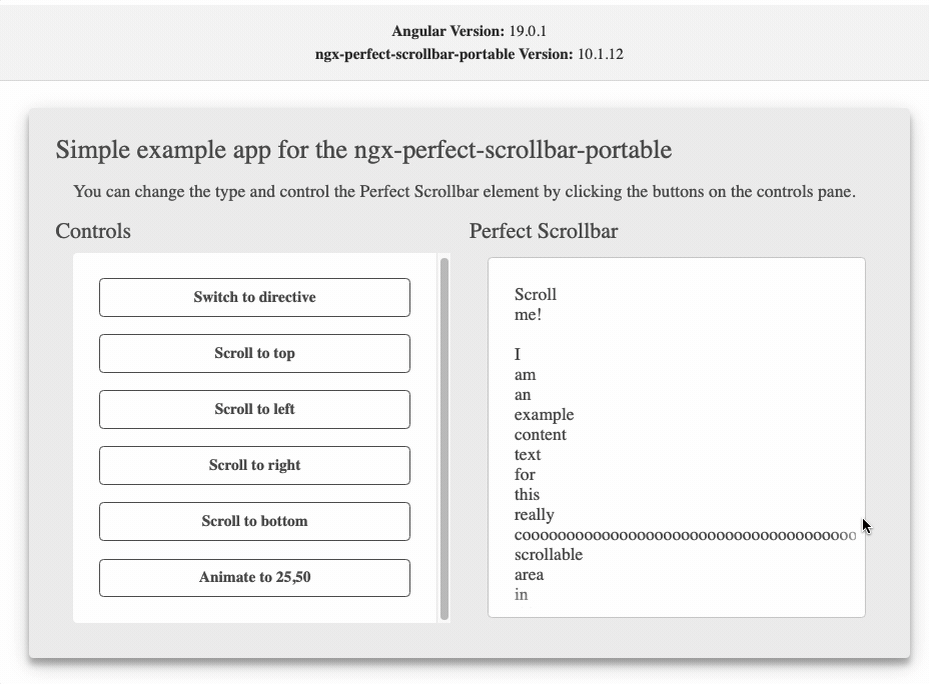 Angular Version: 19.0.1
ngx-perfect-scrollbar-portable Version: 10.1.12
Simple example app for the ngx-perfect-scrollbar-portable
You can change the type and control the Perfect Scrollbar element by clicking the buttons on the controls pane.
Controls
Switch to directive
Scroll to top
Scroll to left
Scroll to right
Scroll to bottom
Animate to 25,50
Perfect Scrollbar
Scroll
me!
I
am
an
example
content
text
for
this
really
cooooooooooooooooooooooooooooooooooooooo
scrollable
area
in